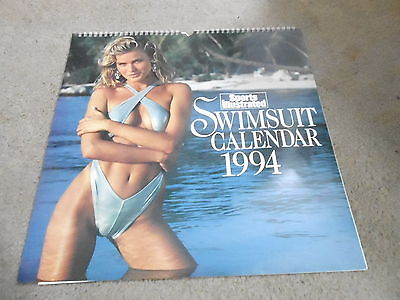 Sports
Illustrated
SWIMSUIT
CALENDAR
1994